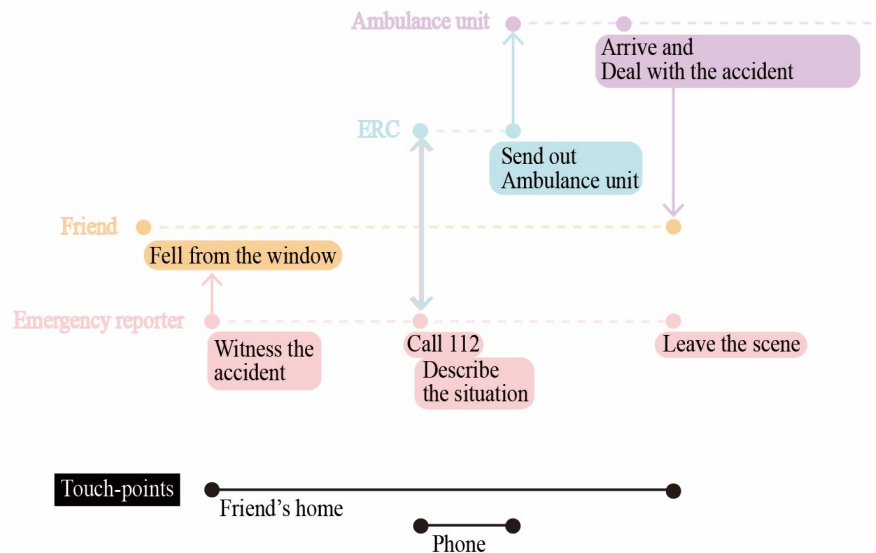 Ambulance unit
Arrive and
Deal with the accident
ERC
Send out
Ambulance unit
Friend
Fell from the window
Emergency reporter
Witness the
accident
Call 112
Describe
the situation
Leave the scene
Touch-points
Friend's home
Phone